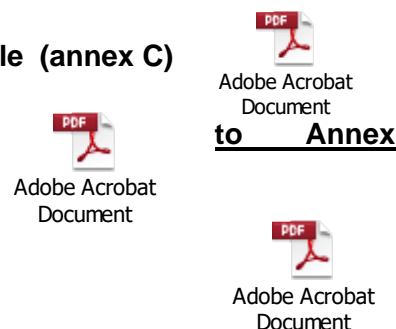 PDF
le (annex C)
Adobe Acrobat
Document
to Annex
PDF
Adobe Acrobat
Document
PDF
Adobe Acrobat
Document